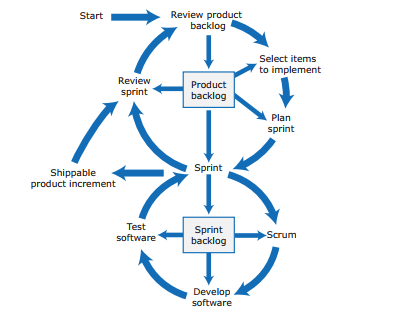 Start
Review product
backlog
Select items
to implement
Review
sprint
Product
backlog
Plan
sprint
Sprint
Shippable
product increment
Test
software
Sprint
backlog
Scrum
Develop
software